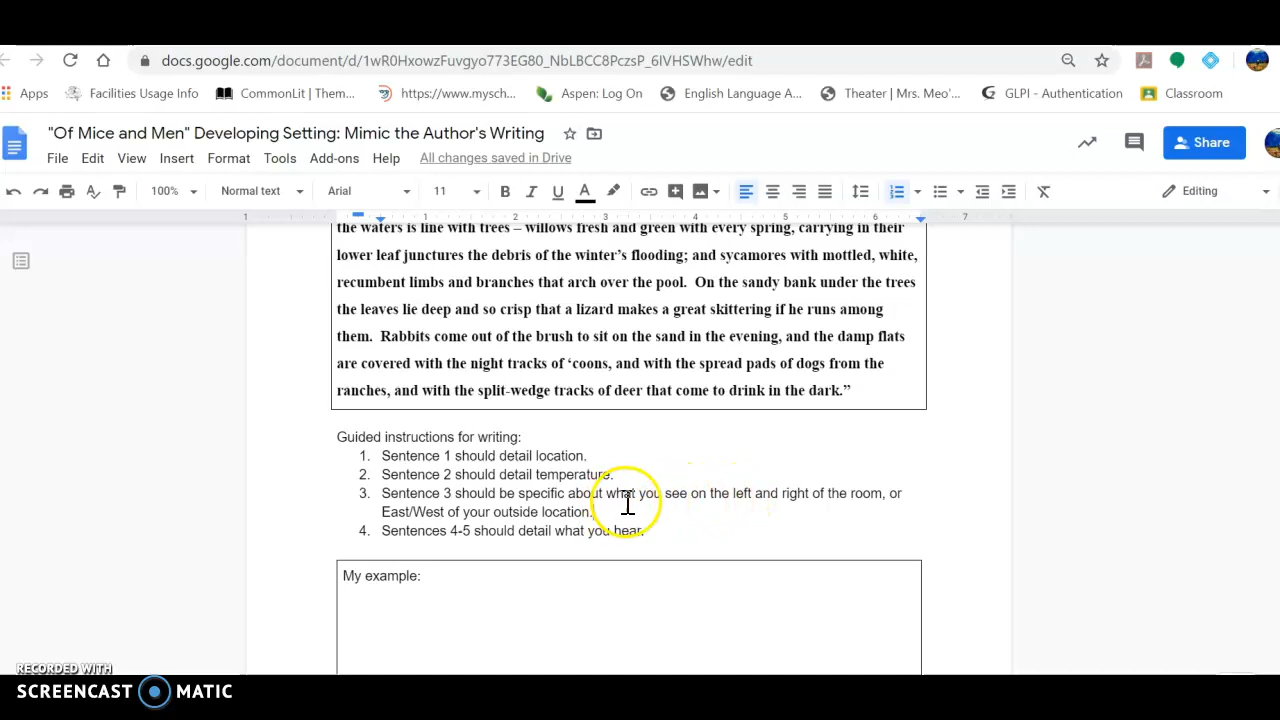 docs.google.com/document/d/1wR0HxowzFuvgyo773EG80_NbLBCC8PczsP_6IVHSWhw/edit
Apps Facilities Usage Info CommonLit | Them... https://www.mysch... Aspen: Log On English Language A... Theater | Mrs. Meo'... GLPI - Authentication Classroom
"Of Mice and Men" Developing Setting: Mimic the Author's Writing
Share
File Edit View Insert Format Tools Add-ons Help All changes saved in Drive
100% Normal text Arial 11 B I U A Editing
1 1 2 3 4 5 6 7
the waters is line with trees – willows fresh and green with every spring, carrying in their
lower leaf junctures the debris of the winter's flooding; and sycamores with mottled, white,
recumbent limbs and branches that arch over the pool. On the sandy bank under the trees
the leaves lie deep and so crisp that a lizard makes a great skittering if he runs among
them. Rabbits come out of the brush to sit on the sand in the evening, and the damp flats
are covered with the night tracks of ‘coons, and with the spread pads of dogs from the
ranches, and with the split-wedge tracks of deer that come to drink in the dark.”
Guided instructions for writing:
1. Sentence 1 should detail location.
2. Sentence 2 should detail temperature.
3. Sentence 3 should be specific about what you see on the left and right of the room, or
East/West of your outside location.
4. Sentences 4-5 should detail what you hear.
My example:
RECORDED WITH
SCREENCAST MATIC